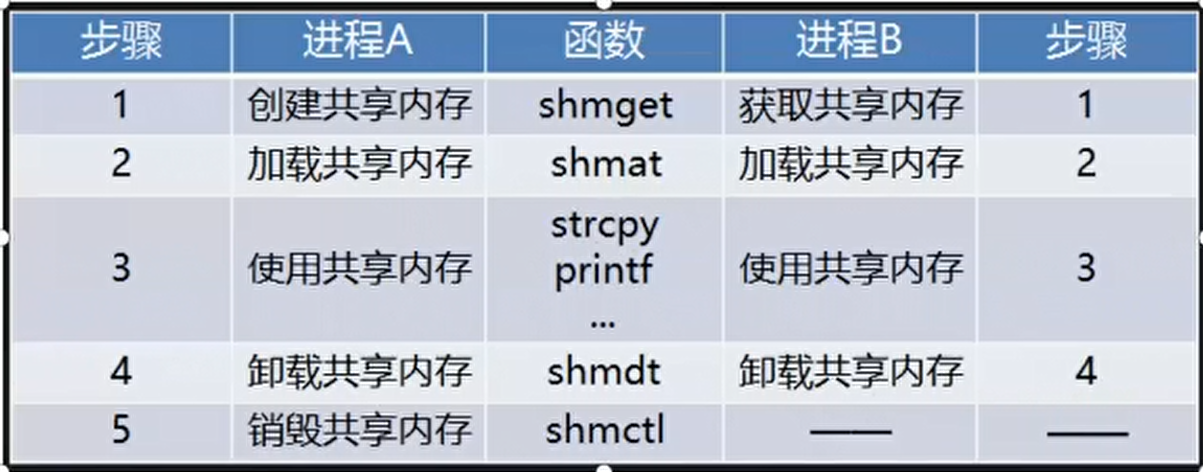 步骤 进程A 函数 进程B 步骤
1 创建共享内存 shmget 获取共享内存 1
2 加载共享内存 shmat 加载共享内存 2
strcpy
3 使用共享内存 printf 使用共享内存 3
...
4 卸载共享内存 shmdt 卸载共享内存 4
5 销毁共享内存 shmctl —— ——